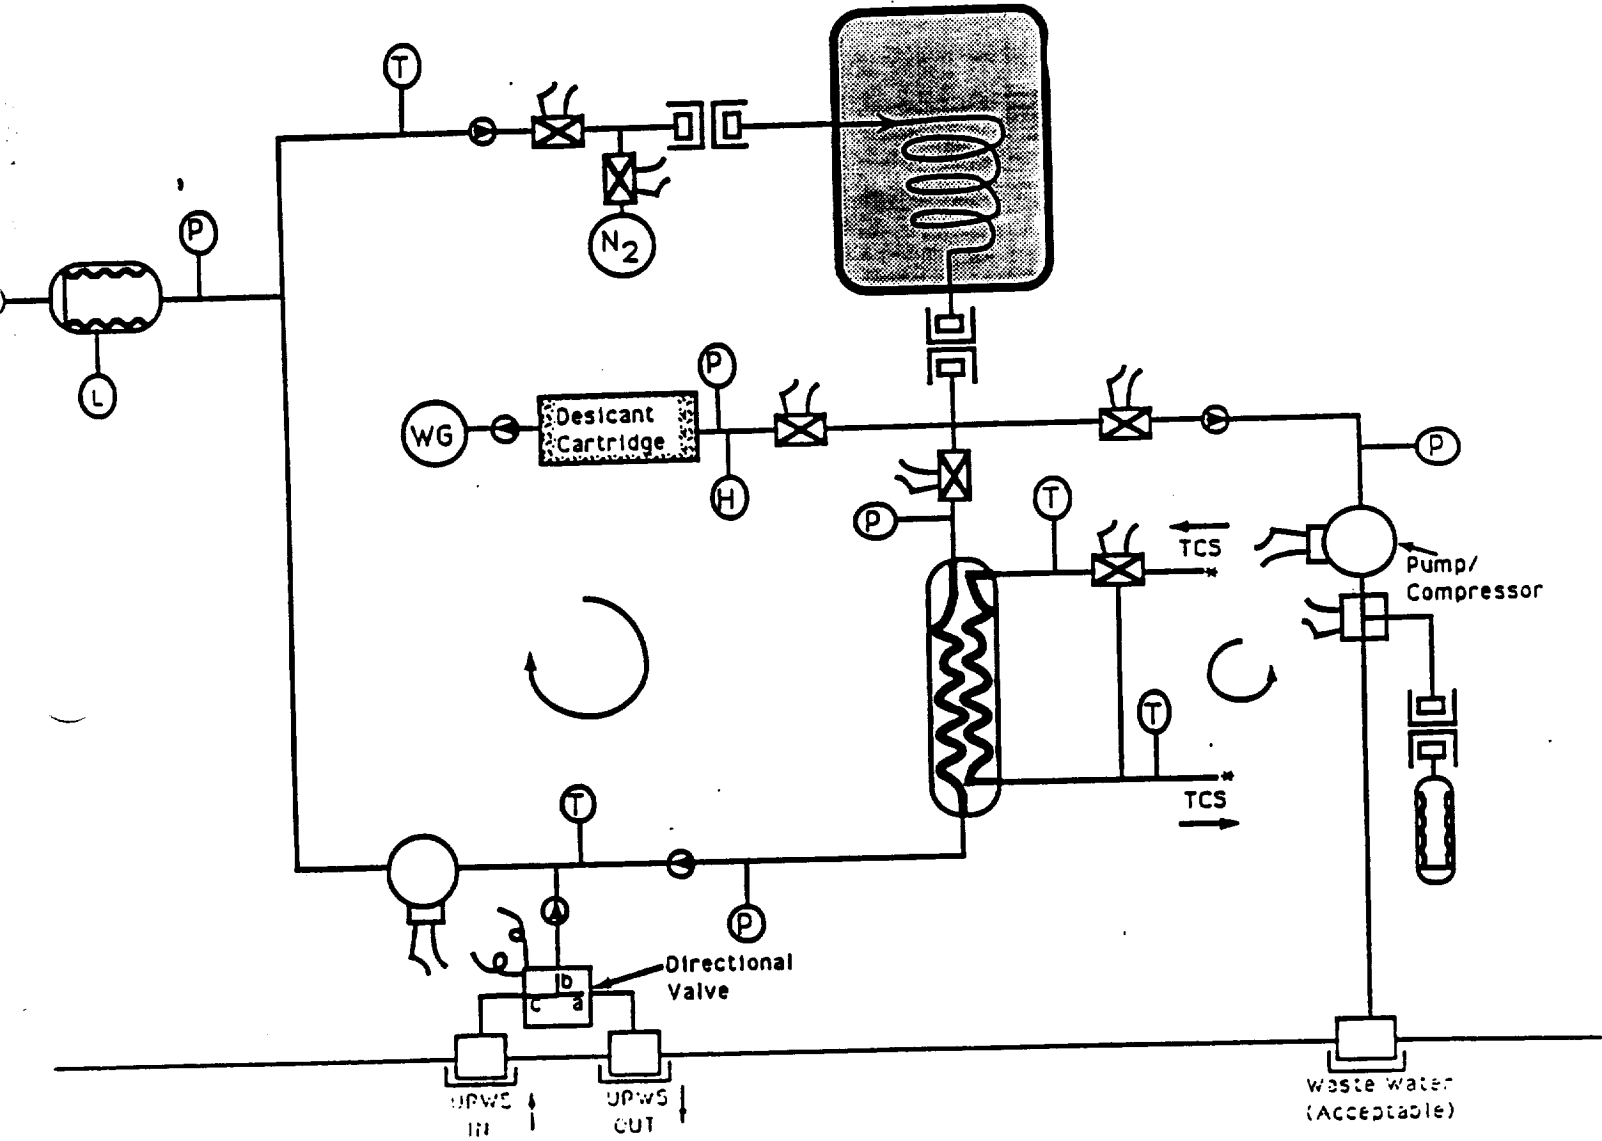 T
P
N2
L
P
WG
Desicant
Cartridge
H
P
P
T
TCS
Pump/
Compressor
T
TCS
T
P
Directional
Valve
b
c a
UPWS
IN
UPWS
OUT
Waste Water
(Acceptable)